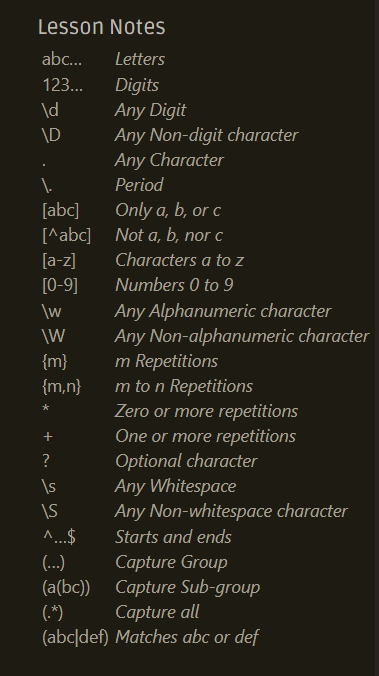 Lesson Notes
abc… Letters
123… Digits
\d Any Digit
\D Any Non-digit character
. Any Character
\. Period
[abc] Only a, b, or c
[^abc] Not a, b, nor c
[a-z] Characters a to z
[0-9] Numbers 0 to 9
\w Any Alphanumeric character
\W Any Non-alphanumeric character
{m} m Repetitions
{m,n} m to n Repetitions
* Zero or more repetitions
+ One or more repetitions
? Optional character
\s Any Whitespace
\S Any Non-whitespace character
^…$ Starts and ends
(…) Capture Group
(a(bc)) Capture Sub-group
(.*) Capture all
(abc|def) Matches abc or def